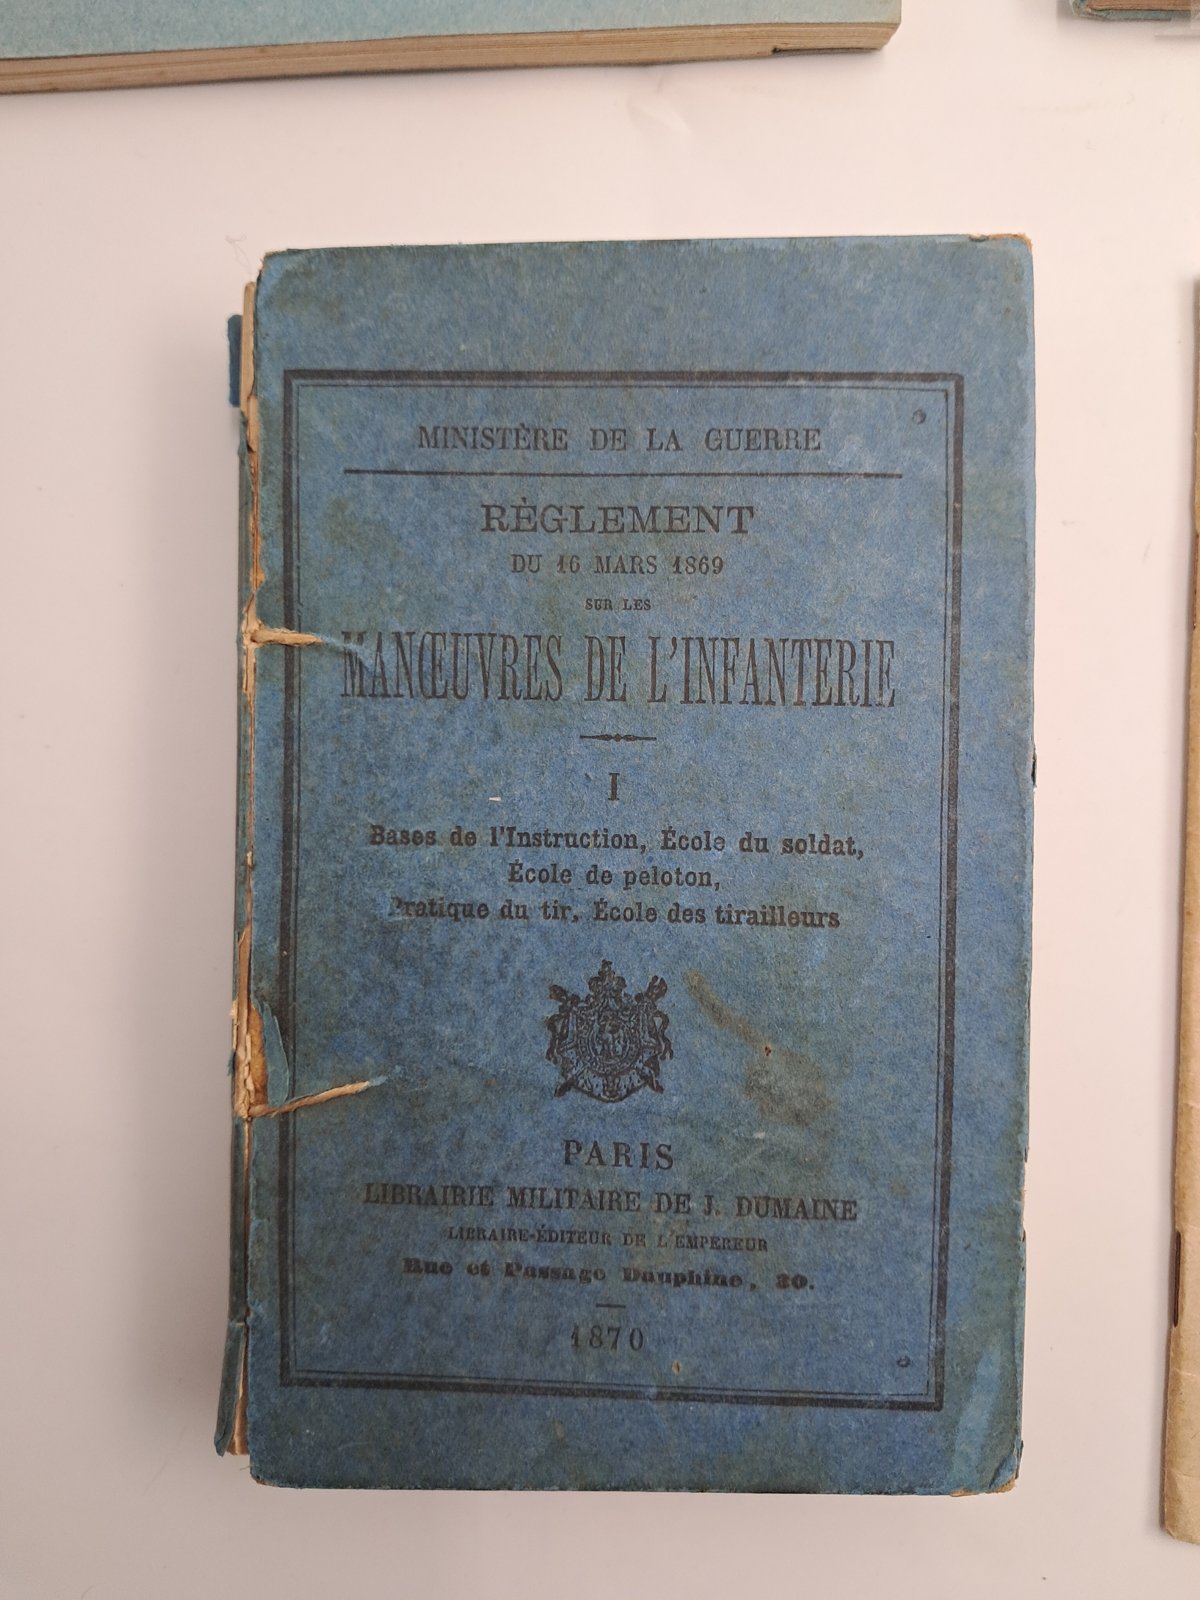 MINISTÈRE DE LA GUERRE
RÈGLEMENT
DU 16 MARS 1869
SUR LES
MANŒUVRES DE L'INFANTERIE
I
Bases de l'Instruction, École du soldat,
École de peloton,
Pratique du tir, École des tirailleurs
PARIS
LIBRAIRIE MILITAIRE DE J. DUMAINE
LIBRAIRE-ÉDITEUR DE L'EMPEREUR
Rue et Passage Dauphine, 30.
1870